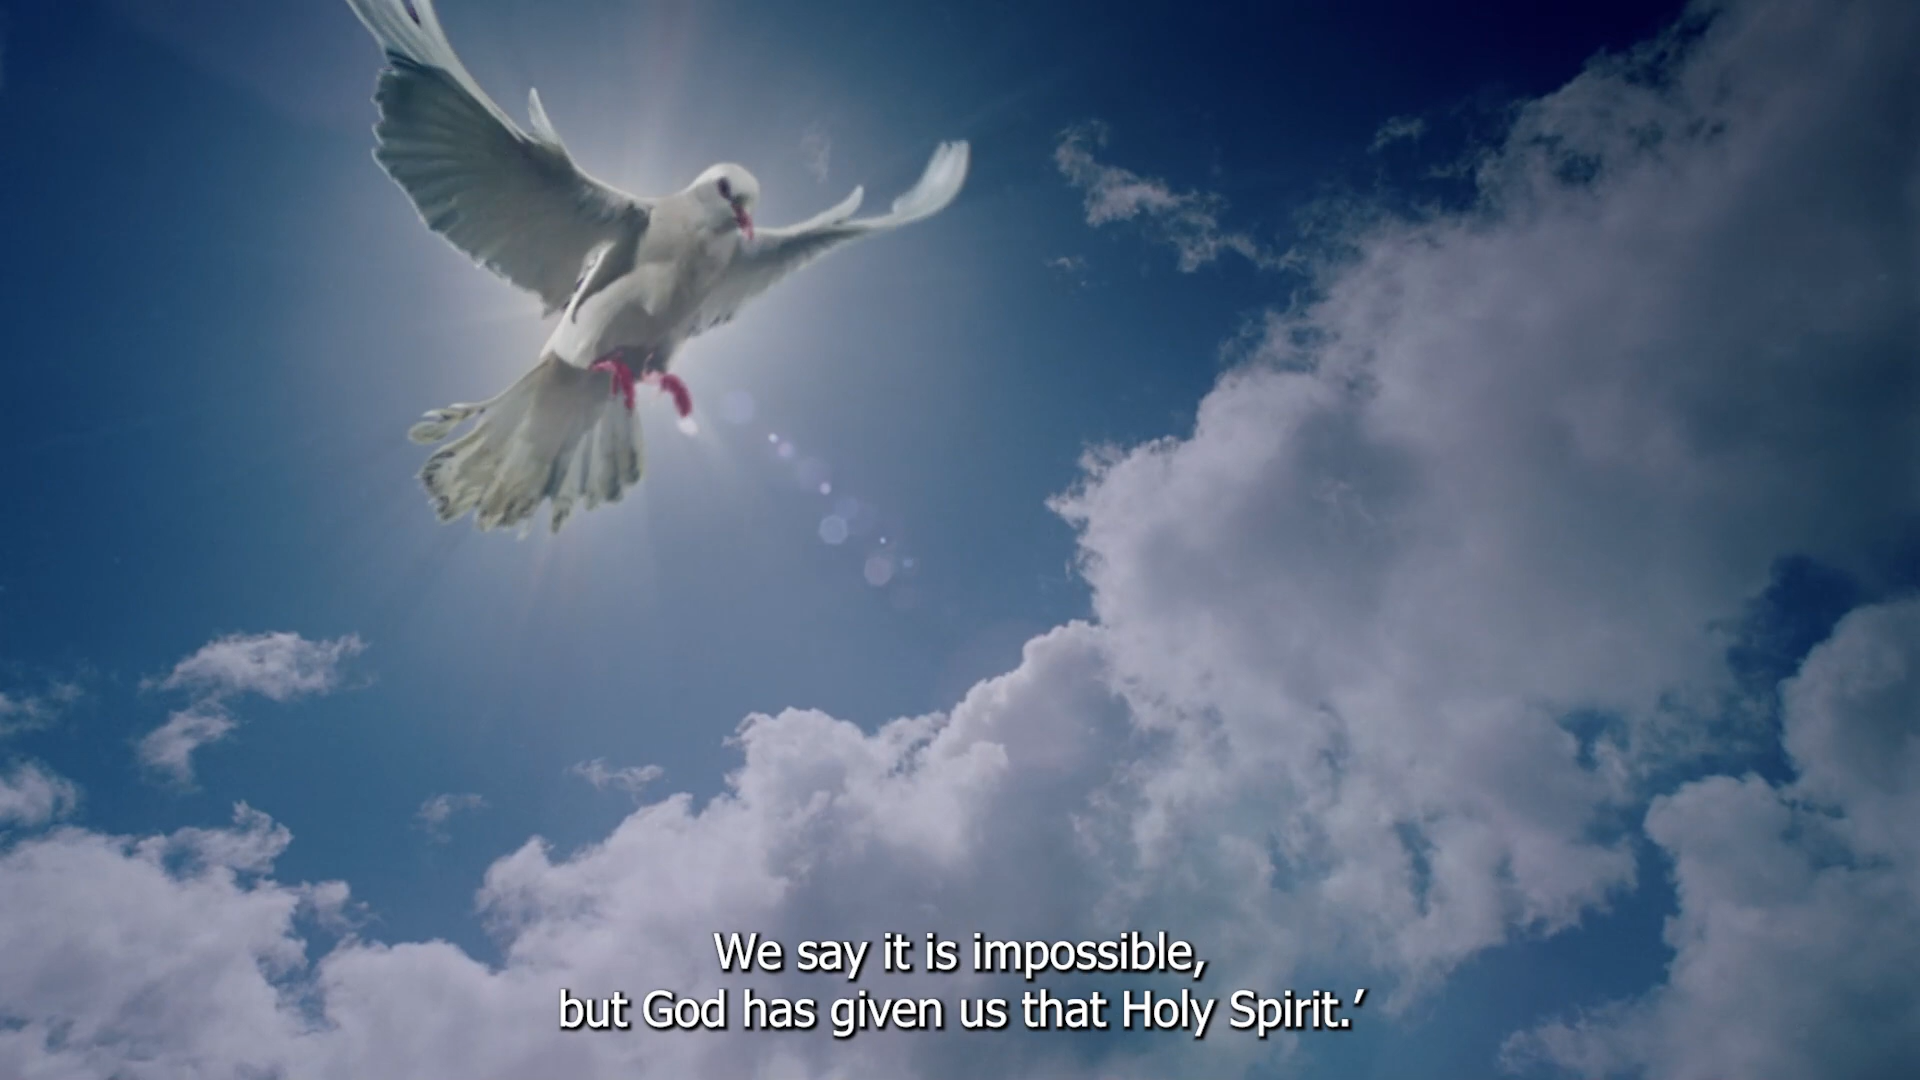 We say it is impossible,
but God has given us that Holy Spirit.’